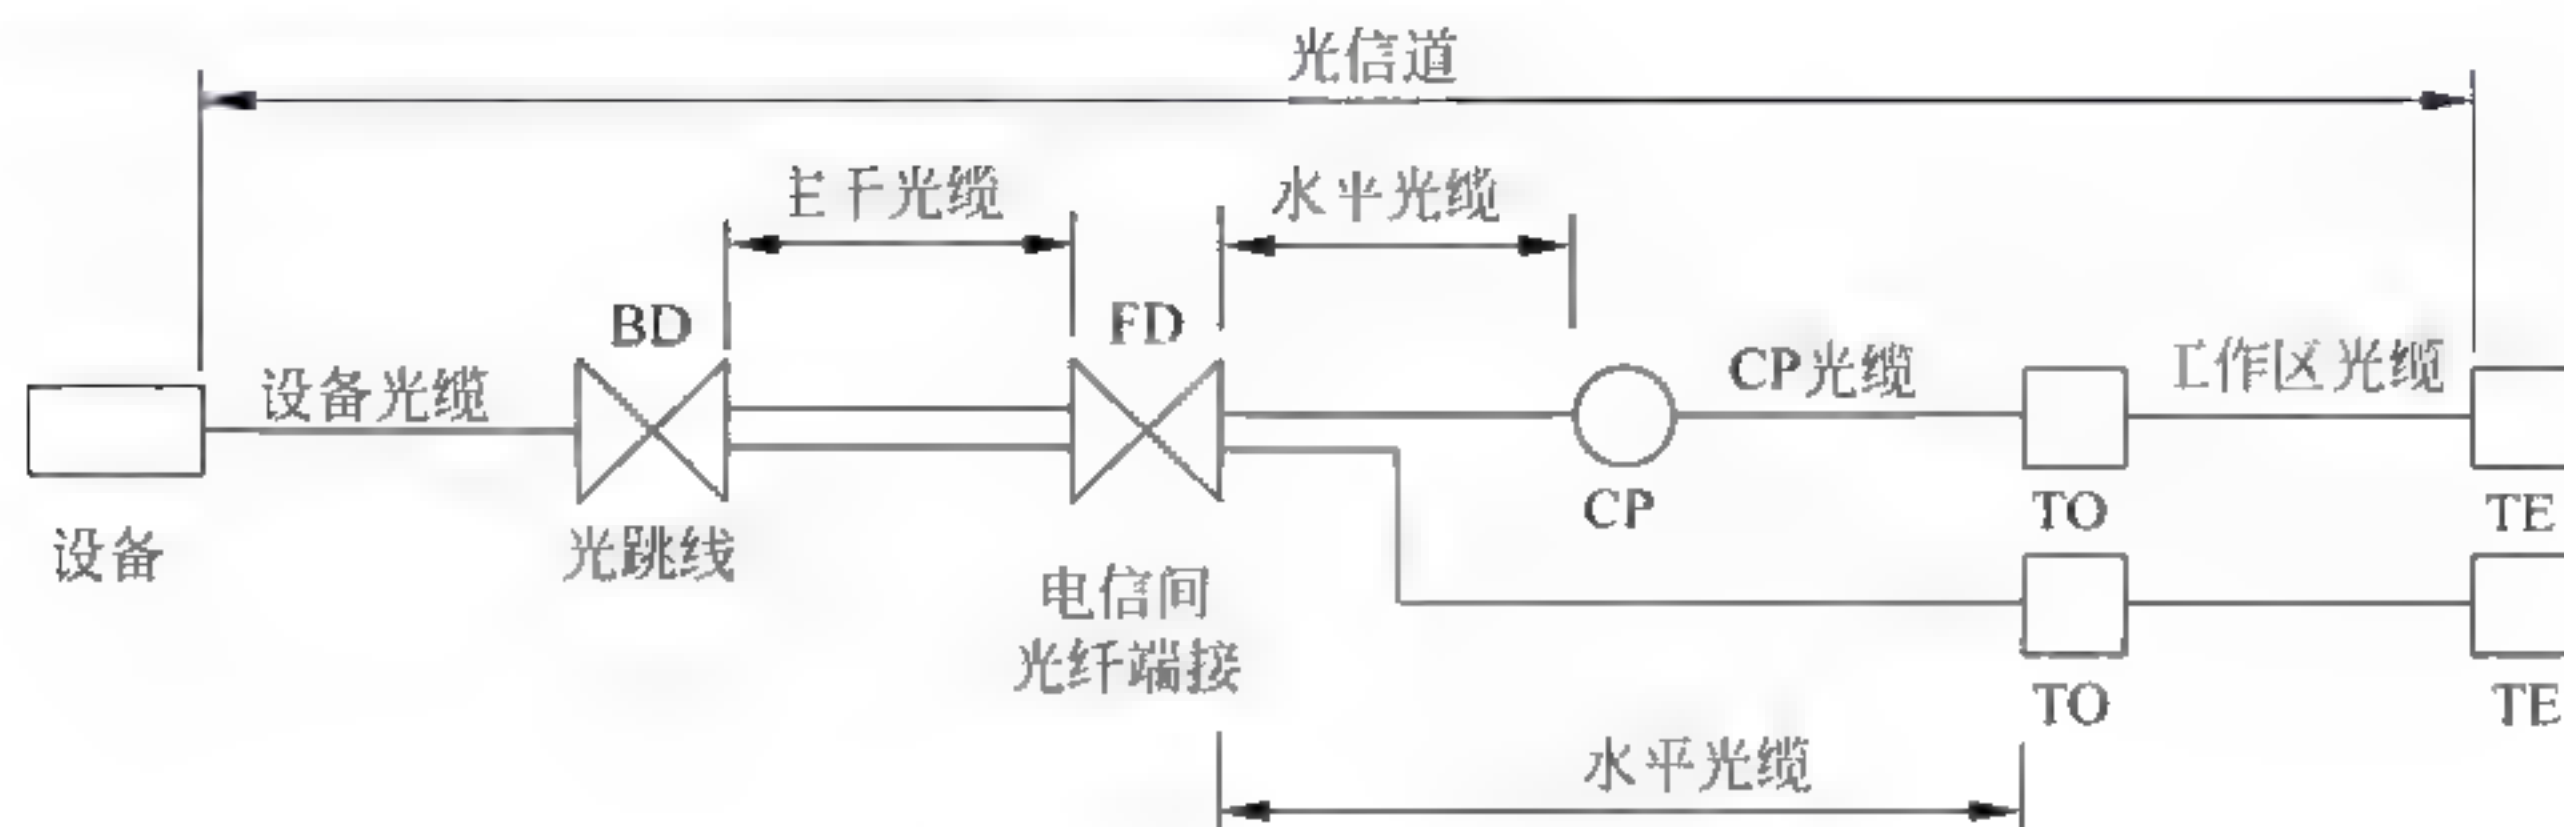 光信道
主干光缆
水平光缆
BD
FD
设备光缆
CP光缆
工作区光缆
CP
TO
TE
设备
光跳线
电信间
光纤端接
TO
TE
水平光缆